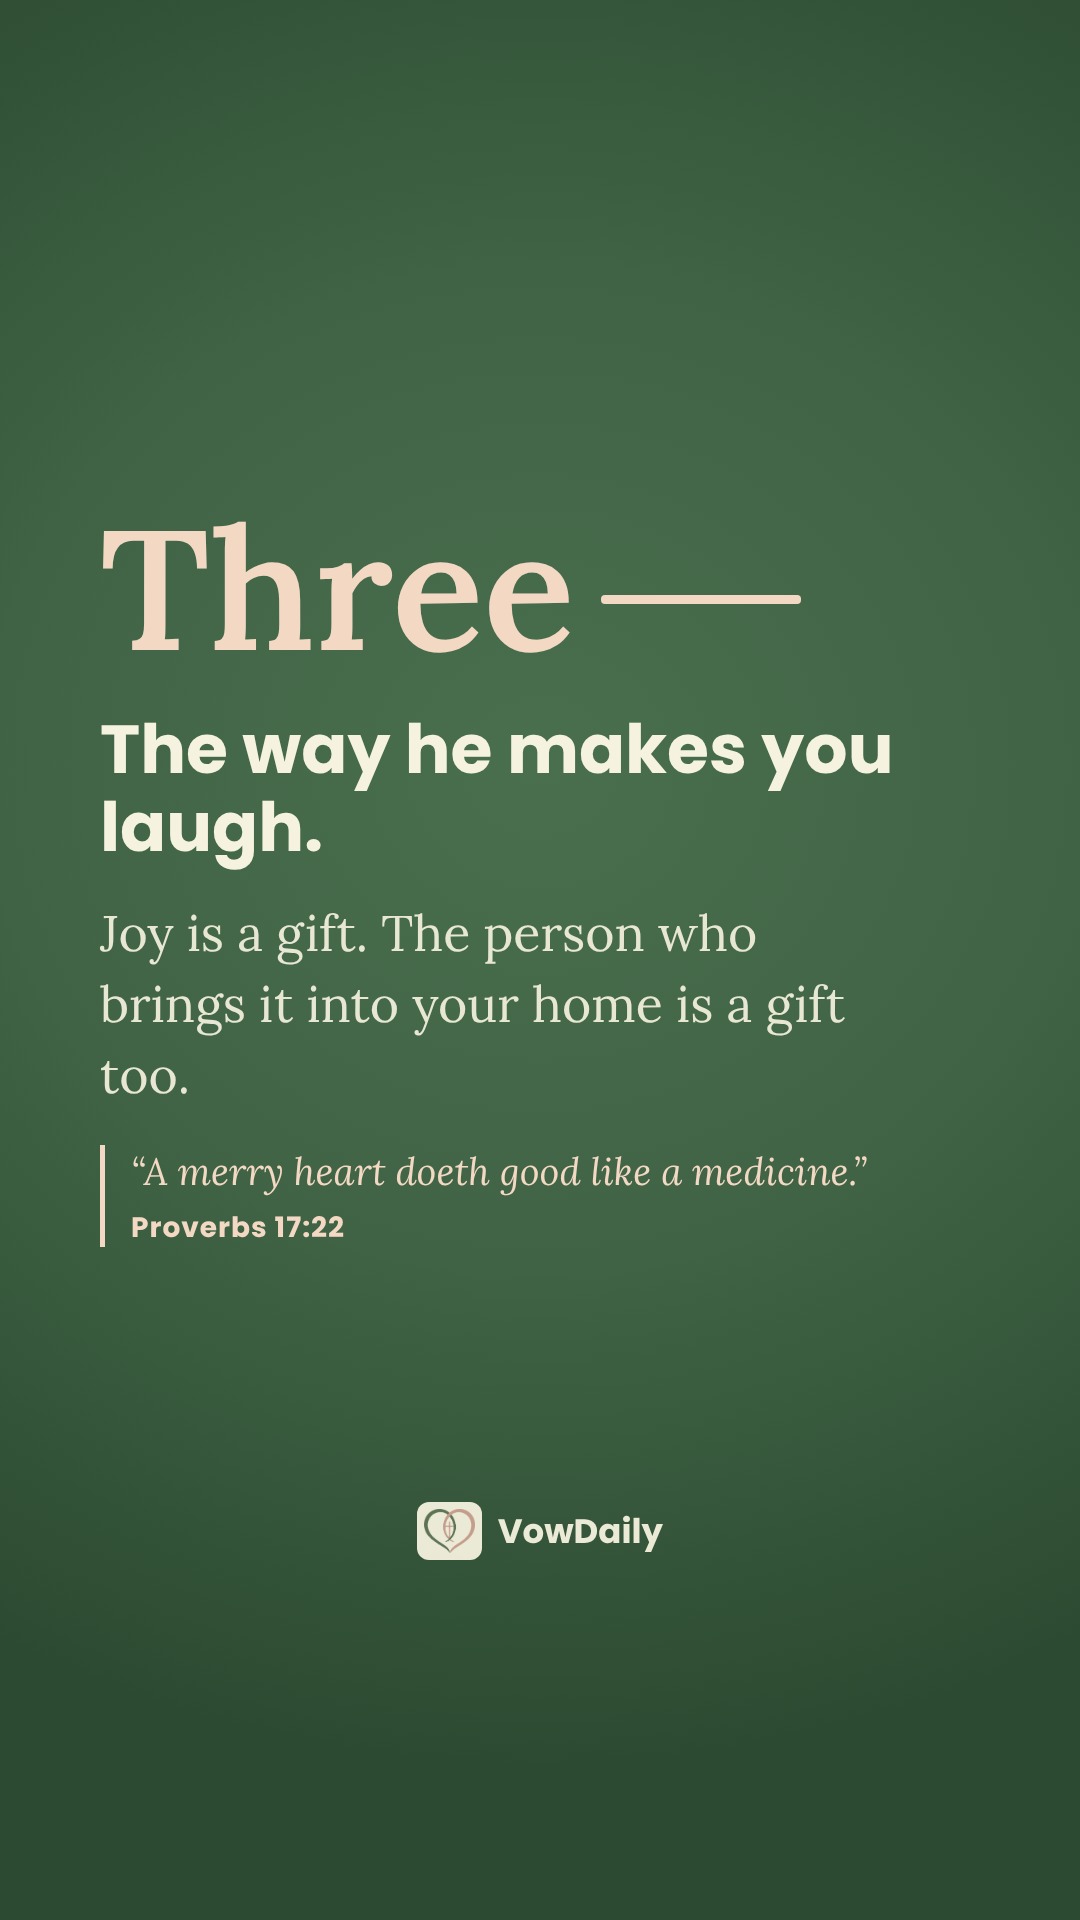 Three
The way he makes you
laugh.
Joy is a gift. The person who
brings it into your home is a gift
too.
“A merry heart doeth good like a medicine.”
Proverbs 17:22
VowDaily